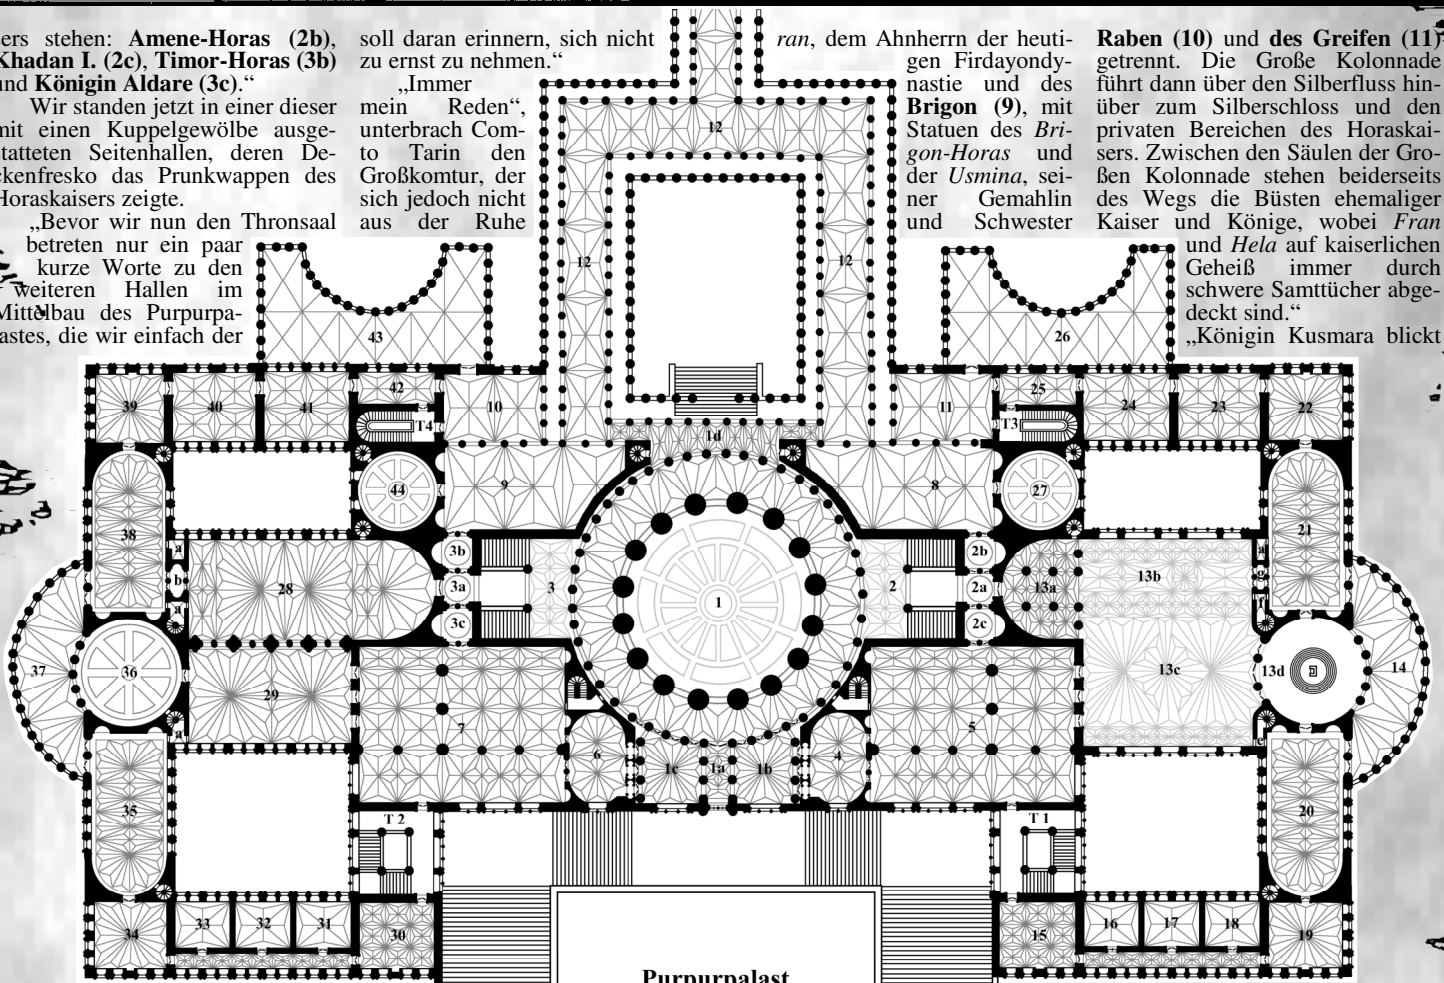 ers stehen: Amene-Horas (2b),
Khadan I. (2c), Timor-Horas (3b)
und Königin Aldare (3c).“
Wir standen jetzt in einer dieser
mit einen Kuppelgewölbe ausge-
statteten Seitenhallen, deren De-
ckenfresko das Prunkwappen des
Horaskaisers zeigte.
„Bevor wir nun den Thronsaal
betreten nur ein paar
kurze Worte zu den
weiteren Hallen im
Mittelbau des Purpurpa-
lastes, die wir einfach der
soll daran erinnern, sich nicht
zu ernst zu nehmen.“
„Immer
mein Reden“,
unterbrach Com-
to Tarin den
Großkomtur, der
sich jedoch nicht
aus der Ruhe
ran, dem Ahnherrn der heuti-
gen Firdayondy-
nastie und des
Brigon (9), mit
Statuen des Bri-
gon-Horas und
der Usmina, sei-
ner Gemahlin
und Schwester
Raben (10) und des Greifen (11)
getrennt. Die Große Kolonnade
führt dann über den Silberfluss hin-
über zum Silberschloss und den
privaten Bereichen des Horaskai-
sers. Zwischen den Säulen der Gro-
ßen Kolonnade stehen beiderseits
des Wegs die Büsten ehemaliger
Kaiser und Könige, wobei Fran
und Hela auf kaiserlichen
Geheiß immer durch
schwere Samttücher abge-
deckt sind.“
„Königin Kusmara blickt
12
12
12
43
26
39
40
41
42
10
11
25
24
23
22
T4
T3
1d
9
8
44
27
38
21
a
b
a
28
3b
3a
3c
3
1
2
2b
2a
2c
13a
13b
a
37
36
29
a
7
6
1c
1a
1b
4
5
13c
13d
14
35
T 2
T 1
20
34
33
32
31
30
15
16
17
18
19
Purpurpalast